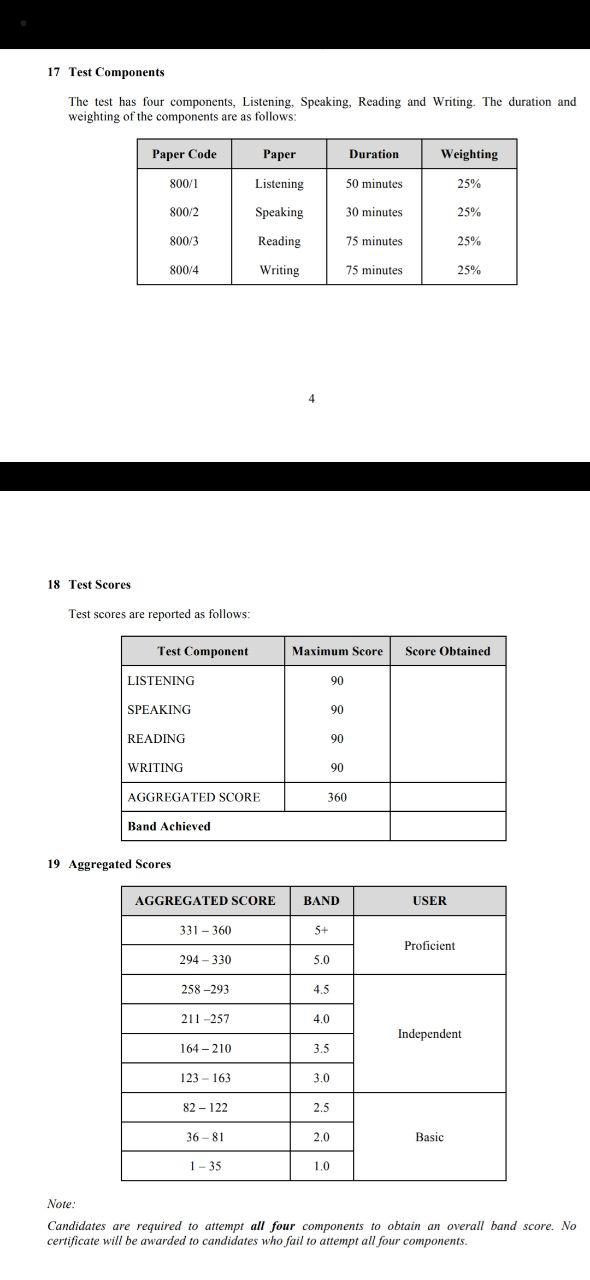 17 Test Components
The test has four components, Listening, Speaking, Reading and Writing. The duration and
weighting of the components are as follows:
Paper Code Paper Duration Weighting
800/1 Listening 50 minutes 25%
800/2 Speaking 30 minutes 25%
800/3 Reading 75 minutes 25%
800/4 Writing 75 minutes 25%
4
18 Test Scores
Test scores are reported as follows:
Test Component Maximum Score Score Obtained
LISTENING 90
SPEAKING 90
READING 90
WRITING 90
AGGREGATED SCORE 360
Band Achieved
19 Aggregated Scores
AGGREGATED SCORE BAND USER
331 – 360 5+
Proficient
294 – 330 5.0
258 –293 4.5
211 –257 4.0
Independent
164 – 210 3.5
123 – 163 3.0
82 – 122 2.5
36 – 81 2.0 Basic
1 – 35 1.0
Note:
Candidates are required to attempt all four components to obtain an overall band score. No
certificate will be awarded to candidates who fail to attempt all four components.